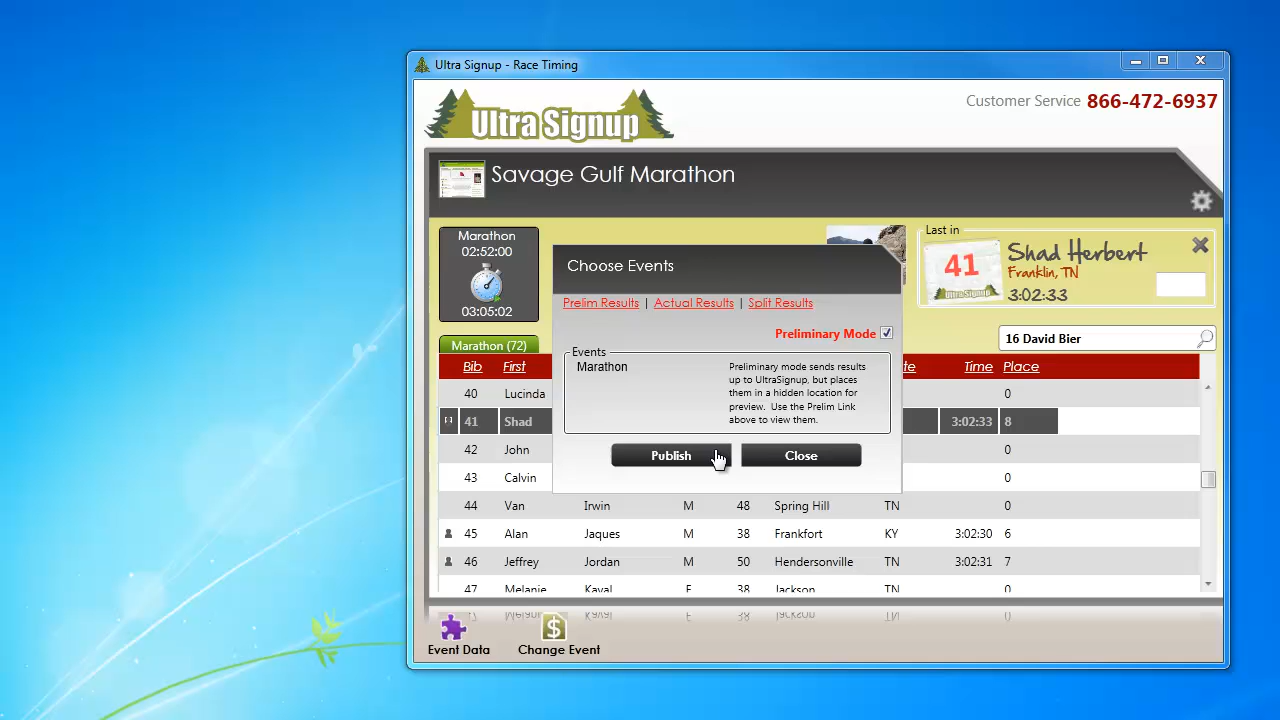 Ultra Signup - Race Timing
Ultra Signup
Customer Service 866-472-6937
Savage Gulf Marathon
Marathon
02:52:00
03:05:02
Last in
41
UltraSignup
Shad Herbert
Franklin, TN
3:02:33
Choose Events
Prelim Results | Actual Results | Split Results
Preliminary Mode
Events
Marathon
Preliminary mode sends results
up to UltraSignup, but places
them in a hidden location for
preview. Use the Prelim Link
above to view them.
Publish
Close
Marathon (72)
16 David Bier
Bib First te Time Place
40 Lucinda 0
41 Shad 3:02:33 8
42 John 0
43 Calvin 0
44 Van Irwin M 48 Spring Hill TN 0
45 Alan Jaques M 38 Frankfort KY 3:02:30 6
46 Jeffrey Jordan M 50 Hendersonville TN 3:02:31 7
47 Melanie Kaval F 38 Jackson TN 0
Event Data
$
Change Event